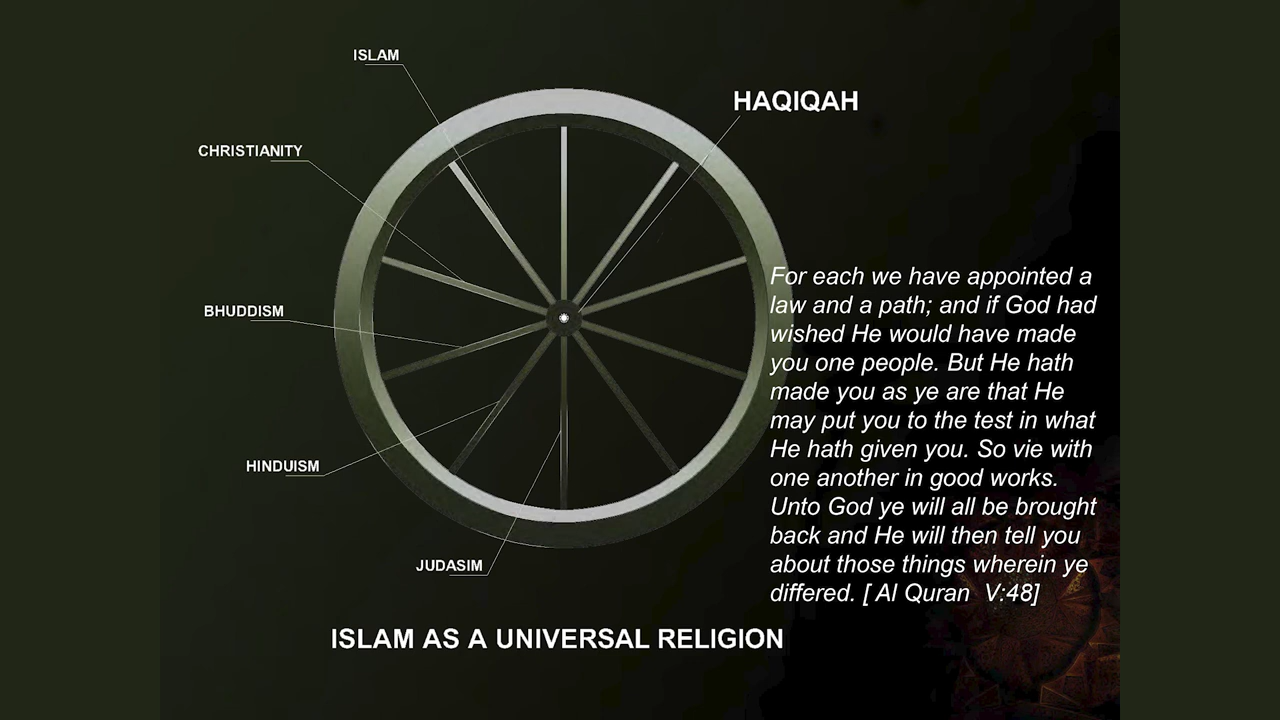 ISLAM
HAQIQAH
CHRISTIANITY
BHUDDISM
HINDUISM
JUDASIM
For each we have appointed a
law and a path; and if God had
wished He would have made
you one people. But He hath
made you as ye are that He
may put you to the test in what
He hath given you. So vie with
one another in good works.
Unto God ye will all be brought
back and He will then tell you
about those things wherein ye
differed. [ Al Quran  V:48]
ISLAM AS A UNIVERSAL RELIGION